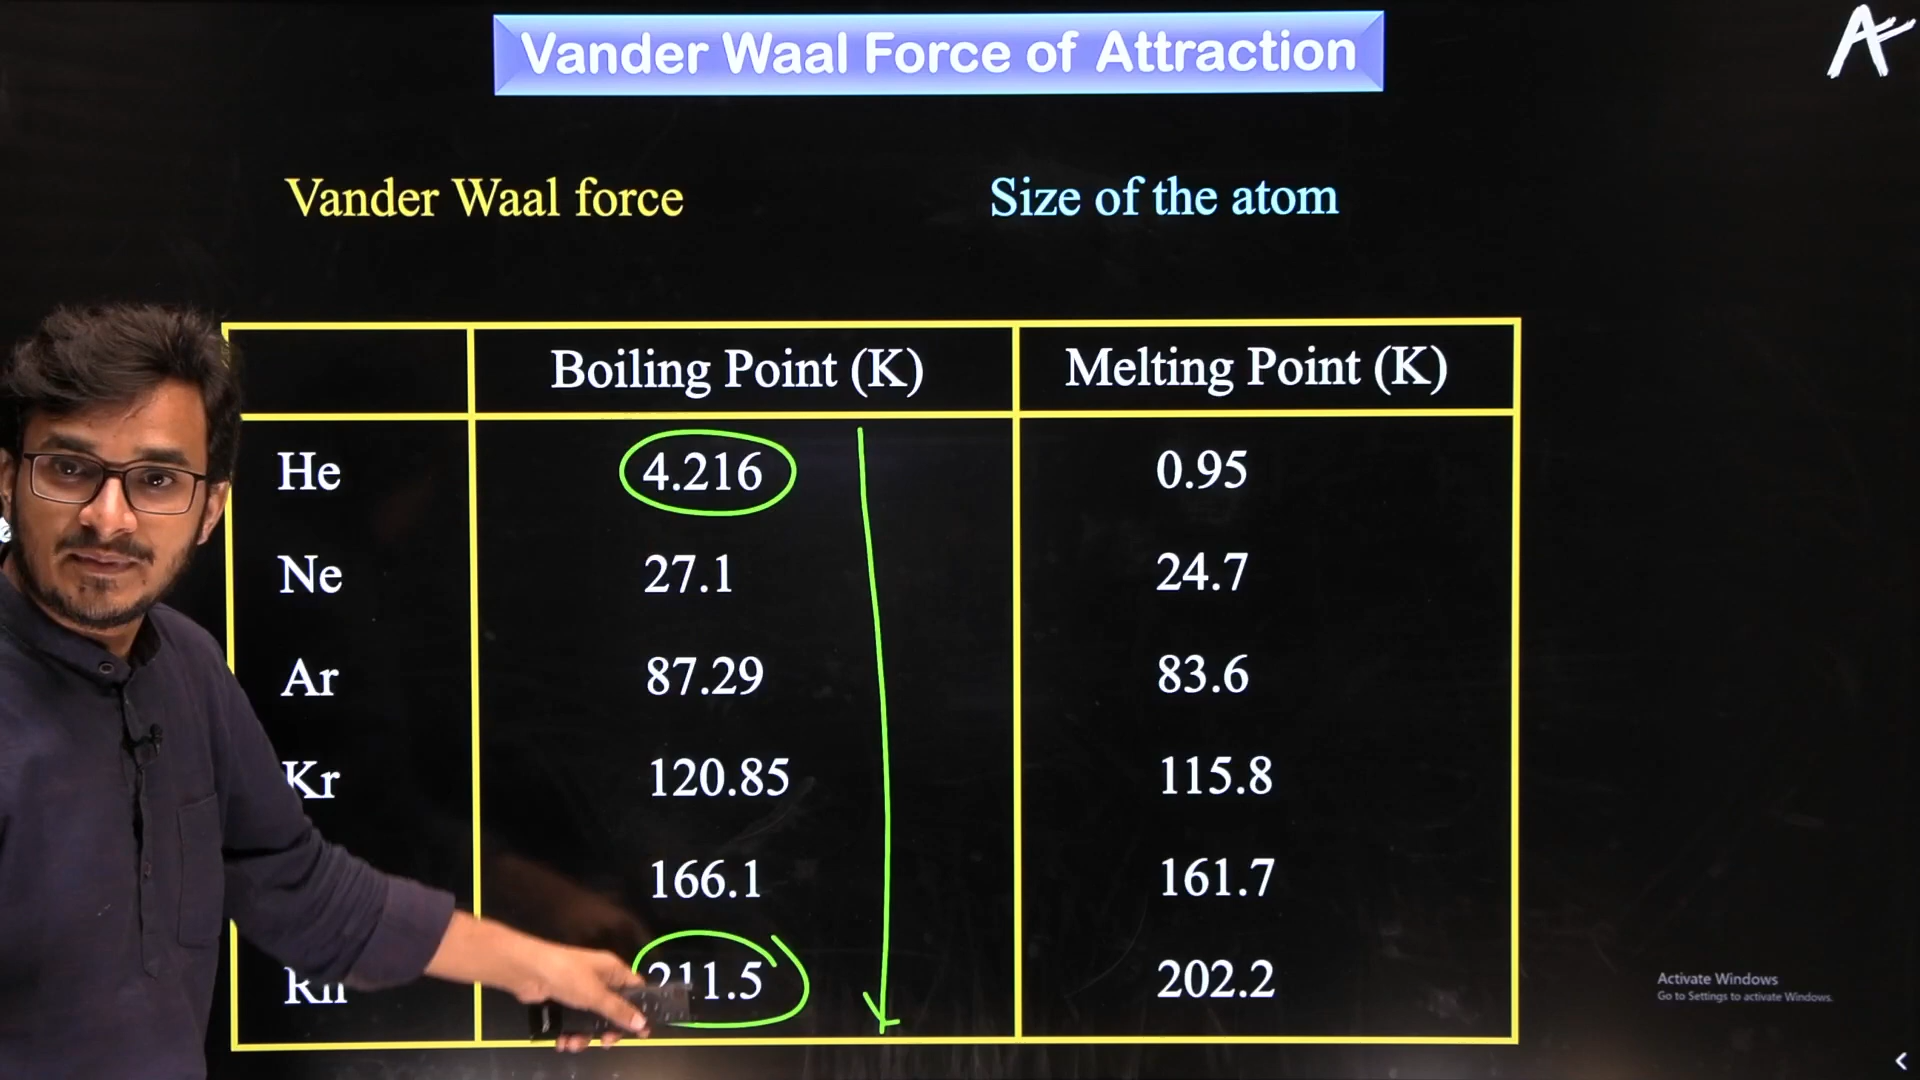 Vander Waal Force of Attraction
Vander Waal force Size of the atom
Boiling Point (K) Melting Point (K)
He 4.216 0.95
Ne 27.1 24.7
Ar 87.29 83.6
Kr 120.85 115.8
166.1 161.7
Rn 211.5 202.2
Activate Windows
Go to Settings to activate Windows.